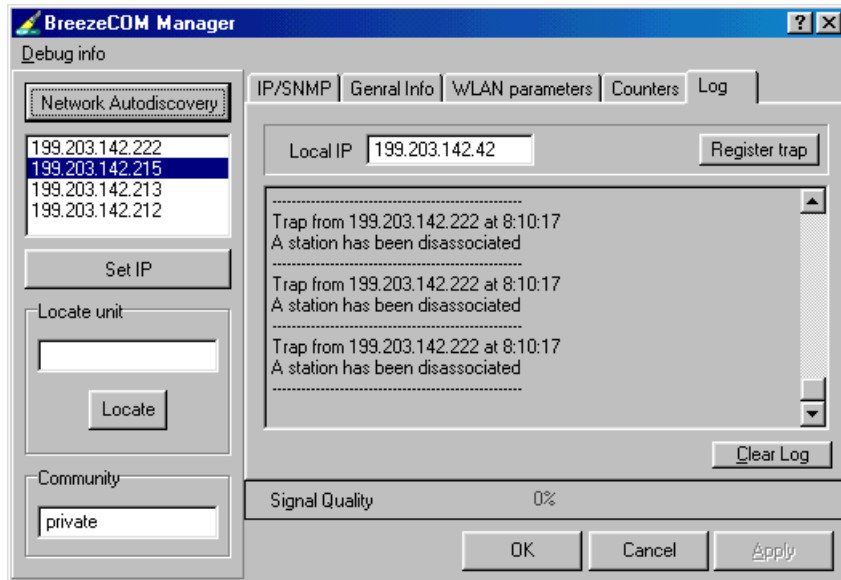 BreezeCOM Manager
Debug info
Network Autodiscovery
199.203.142.222
199.203.142.215
199.203.142.213
199.203.142.212
Set IP
Locate unit
Locate
Community
private
IP/SNMP Genral Info WLAN parameters Counters Log
Local IP 199.203.142.42 Register trap
----------------------------------------------------
Trap from 199.203.142.222 at 8:10:17
A station has been disassociated
----------------------------------------------------
Trap from 199.203.142.222 at 8:10:17
A station has been disassociated
----------------------------------------------------
Trap from 199.203.142.222 at 8:10:17
A station has been disassociated
----------------------------------------------------
Clear Log
Signal Quality 0%
OK Cancel Apply